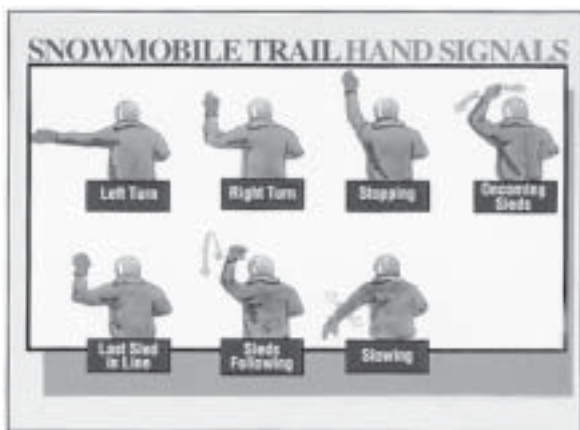 SNOWMOBILE TRAIL HAND SIGNALS
Left Turn
Right Turn
Stopping
Oncoming
Sleds
Last Sled
in Line
Sleds
Following
Slowing